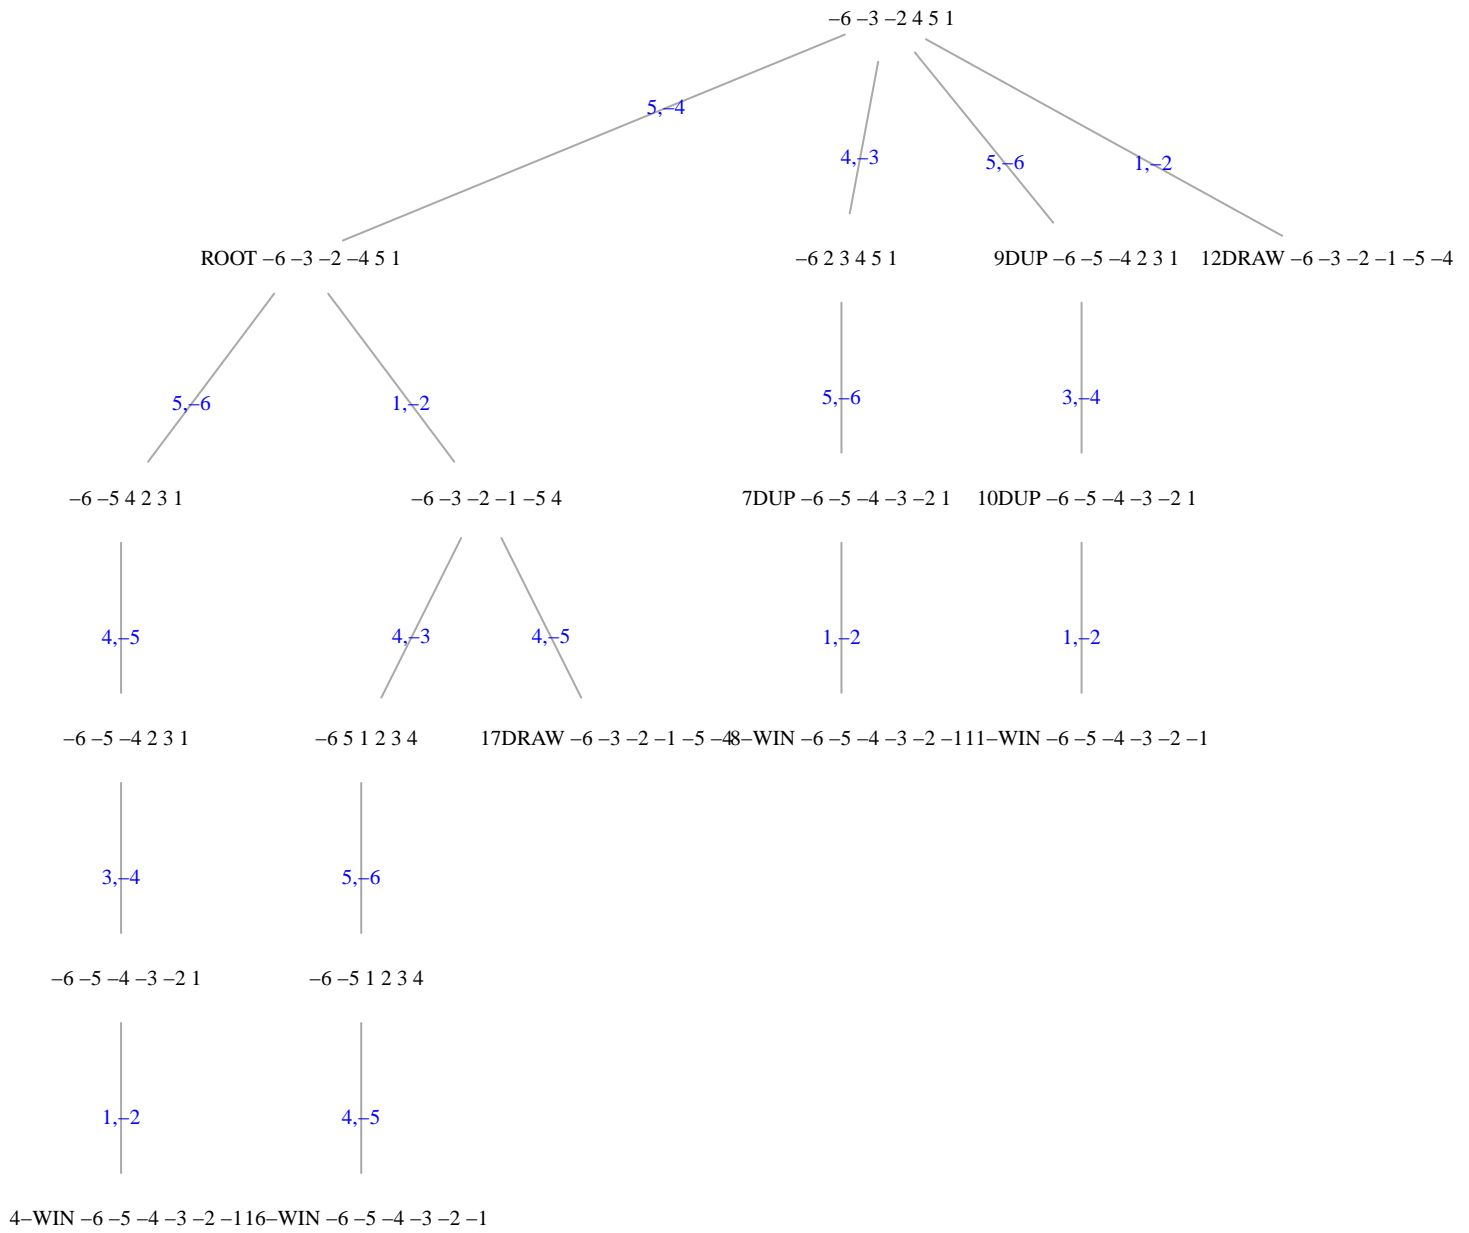 –6 –3 –2 4 5 1
5,–4
4,–3
5,–6
1,–2
ROOT –6 –3 –2 –4 5 1
–6 2 3 4 5 1
9DUP –6 –5 –4 2 3 1
12DRAW –6 –3 –2 –1 –5 –4
5,–6
1,–2
5,–6
3,–4
–6 –5 4 2 3 1
–6 –3 –2 –1 –5 4
7DUP –6 –5 –4 –3 –2 1
10DUP –6 –5 –4 –3 –2 1
4,–5
4,–3
4,–5
1,–2
1,–2
–6 –5 –4 2 3 1
–6 5 1 2 3 4
17DRAW –6 –3 –2 –1 –5 –4
8–WIN –6 –5 –4 –3 –2 –1
11–WIN –6 –5 –4 –3 –2 –1
3,–4
5,–6
–6 –5 –4 –3 –2 1
–6 –5 1 2 3 4
1,–2
4,–5
4–WIN –6 –5 –4 –3 –2 –1
16–WIN –6 –5 –4 –3 –2 –1